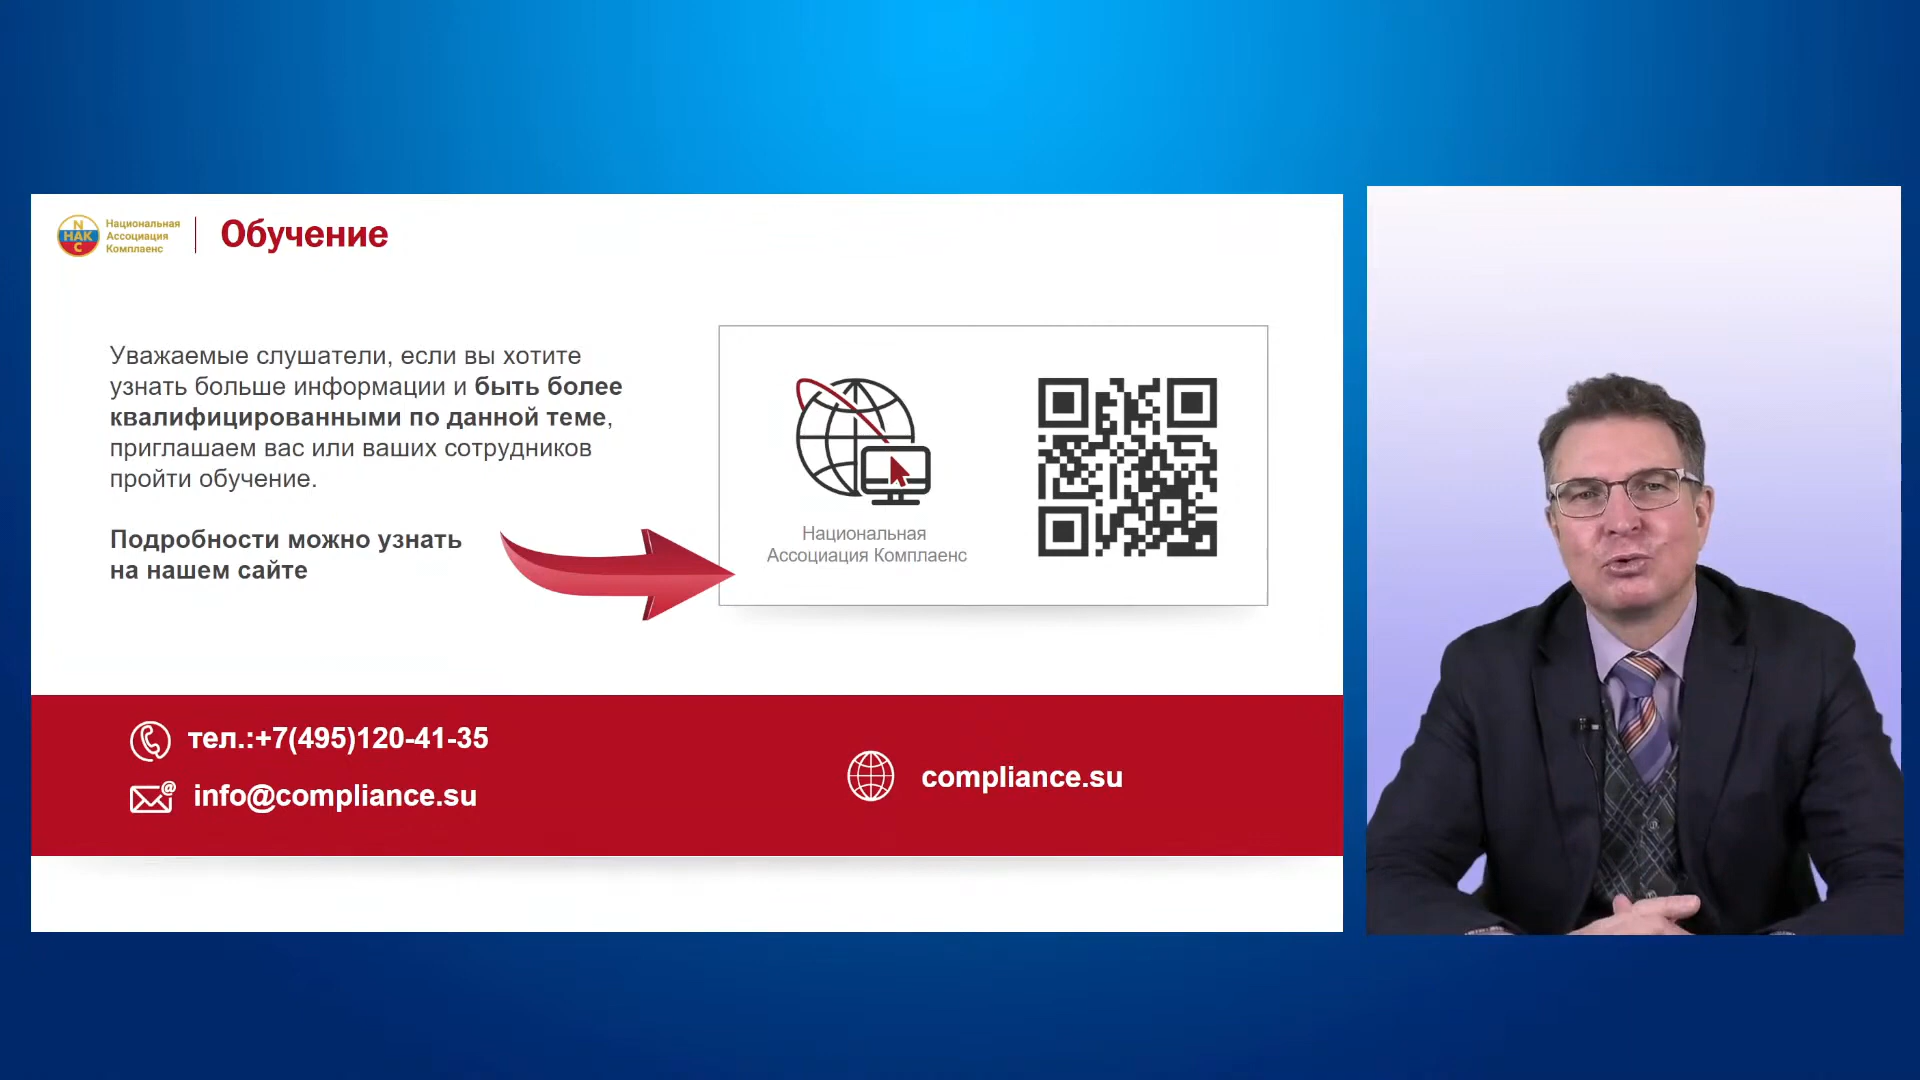 N
НАК
C
Национальная
Ассоциация
Комплаенс
Обучение
Уважаемые слушатели, если вы хотите
узнать больше информации и быть более
квалифицированными по данной теме,
приглашаем вас или ваших сотрудников
пройти обучение.
Подробности можно узнать
на нашем сайте
Национальная
Ассоциация Комплаенс
тел.:+7(495)120-41-35
info@compliance.su
compliance.su